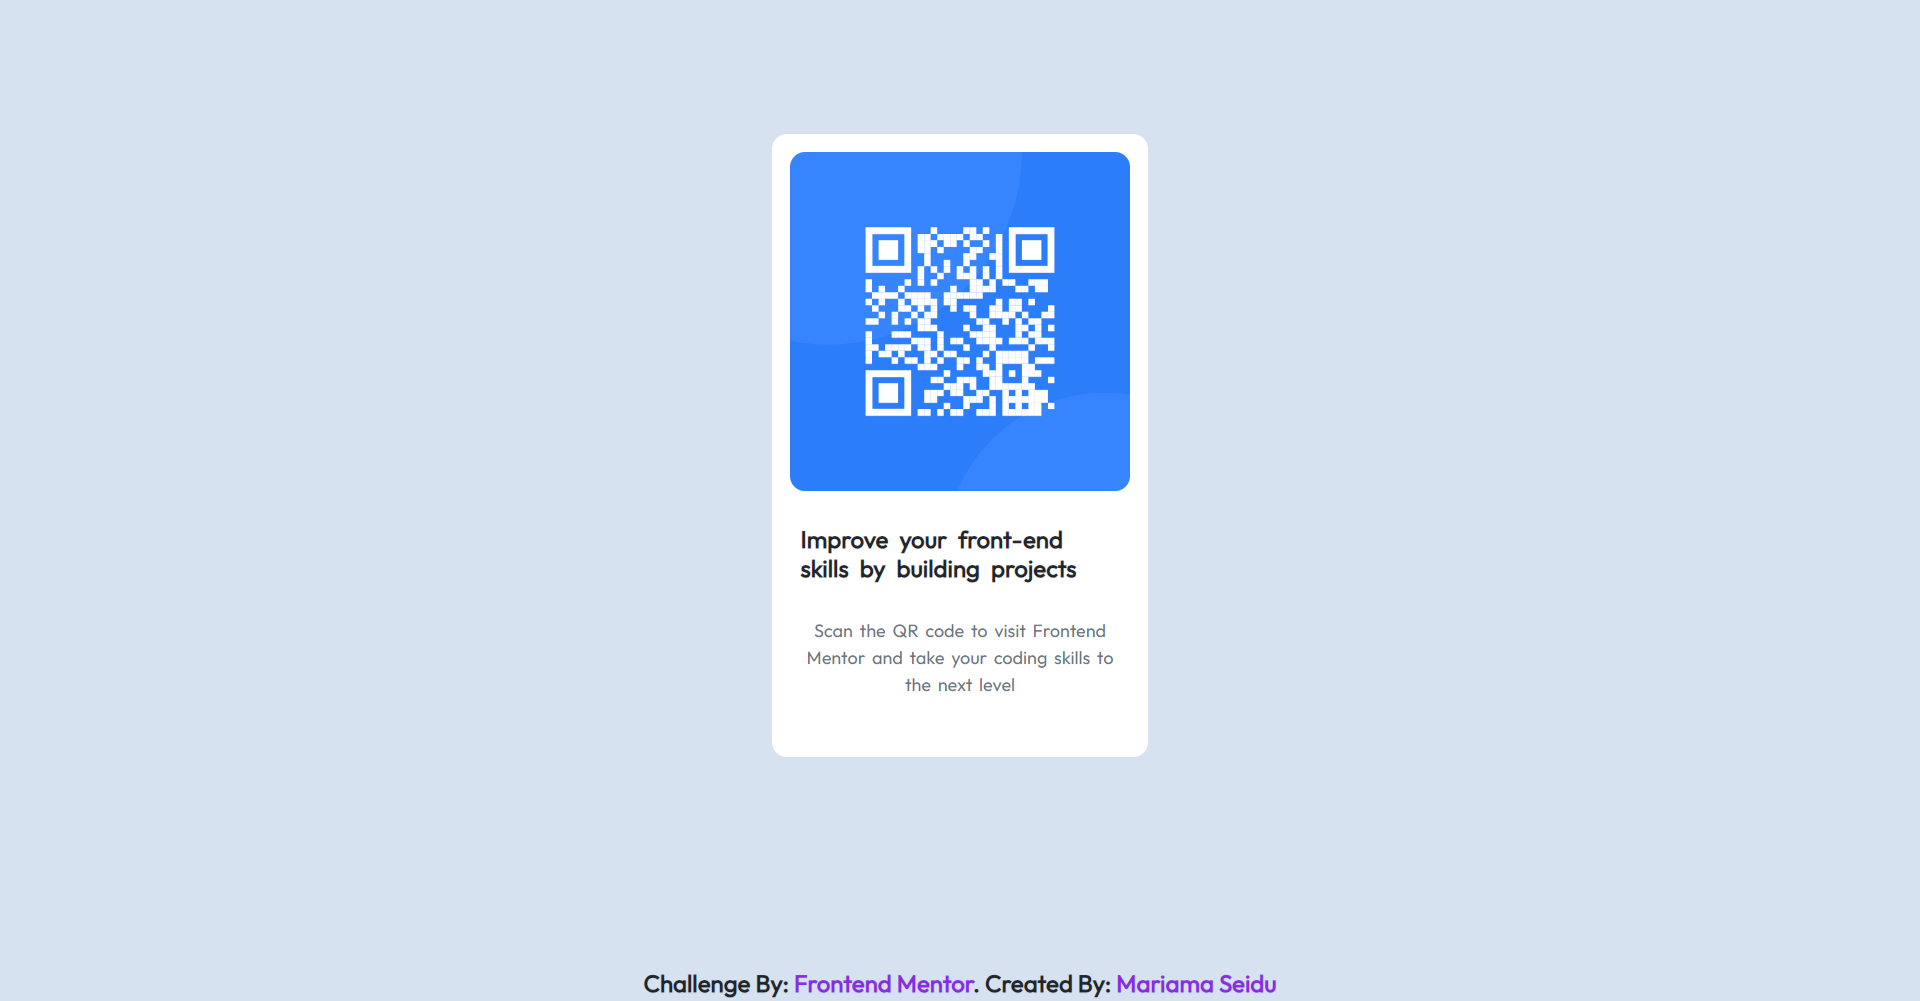 Improve your front-end
skills by building projects
Scan the QR code to visit Frontend
Mentor and take your coding skills to
the next level
Challenge By: Frontend Mentor. Created By: Mariama Seidu